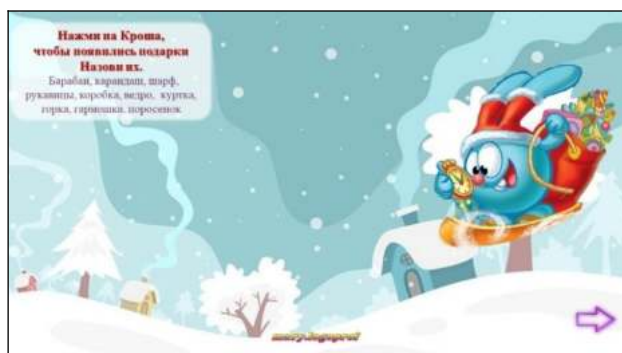 Нажми на Кроша,
чтобы появились подарки
Назови их.
Барабан, карандаш, шарф,
рукавицы, коробка, ведро, куртка,
горка, гармошка, поросенок